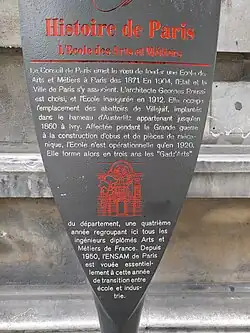 Histoire de Paris
L'Ecole des Arts et Métiers
Le Conseil de Paris émet le vœu de fonder une Ecole des
Arts et Métiers à Paris dès 1871. En 1904, l'Etat et la
Ville de Paris s'y associent. L'architecte Georges Roussi
est choisi, et l'Ecole inaugurée en 1912. Elle occupe
l'emplacement des abattoirs de Villejuif, implantés
dans le hameau d'Austerlitz appartenant jusqu'en
1860 à Ivry. Affectée pendant la Grande guerre
à la construction d'obus et de pièces de méca-
nique, l'Ecole n'est opérationnelle qu'en 1920.
Elle forme alors en trois ans les "Gadz'Arts"
du département, une quatrième
année regroupant ici tous les
ingénieurs diplômés Arts et
Métiers de France. Depuis
1950, l'ENSAM de Paris
est vouée essentiel-
lement à cette année
de transition entre
école et indus-
trie.